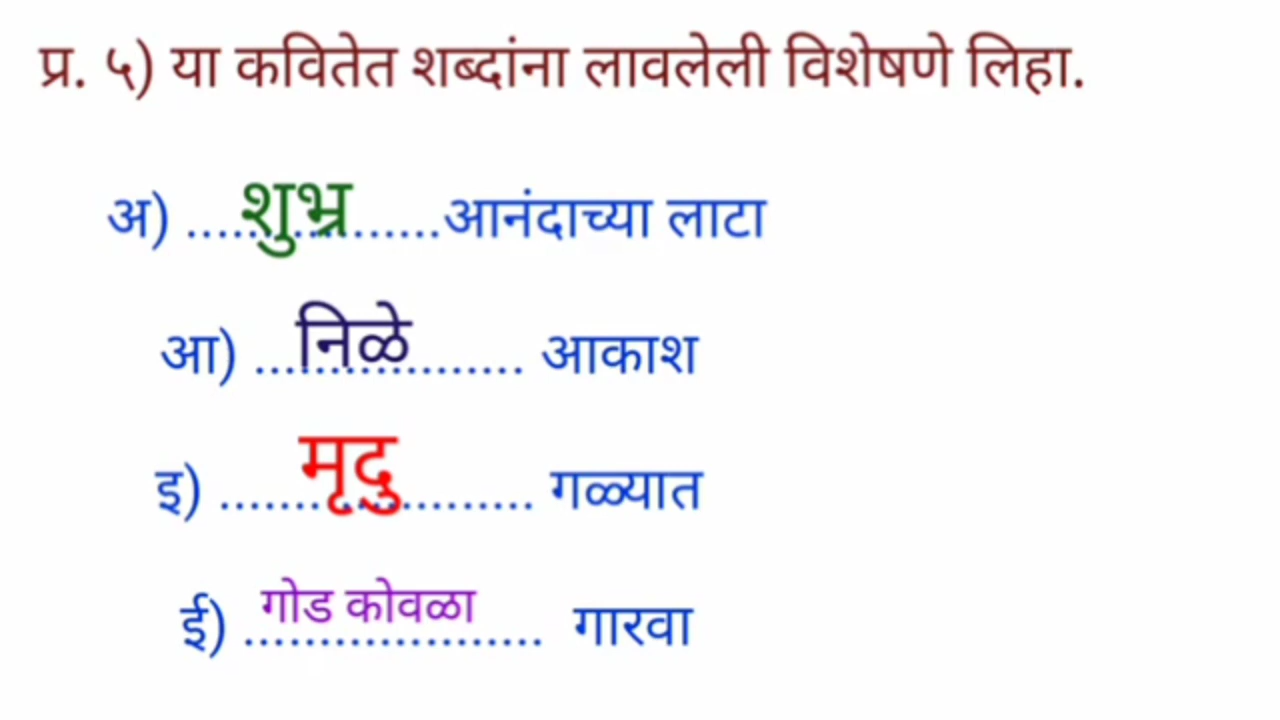 प्र. ५) या कवितेत शब्दांना लावलेली विशेषणे लिहा.
अ) ....शुभ्र......आनंदाच्या लाटा
आ) ...निळे....... आकाश
इ) .....मृदु........ गळ्यात
ई) गोड कोवळा .................... गारवा